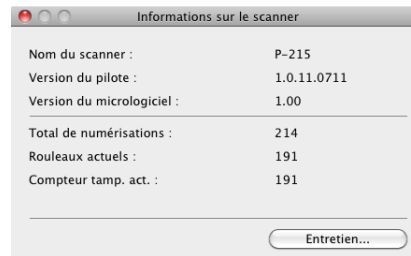 Informations sur le scanner
Nom du scanner : P-215
Version du pilote : 1.0.11.0711
Version du micrologiciel : 1.00
Total de numérisations : 214
Rouleaux actuels : 191
Compteur tamp. act. : 191
Entretien...